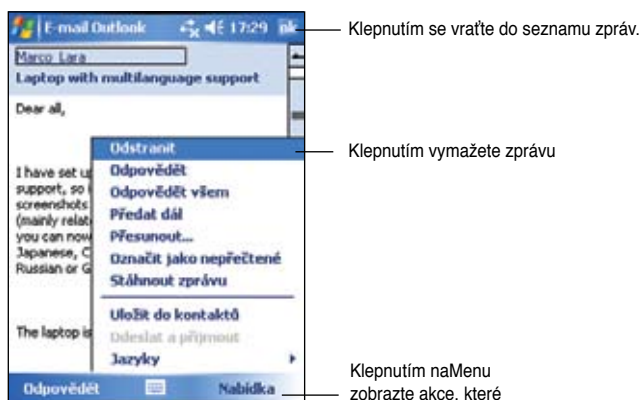 E-mail Outlook 17:29 ok
Klepnutím se vraťte do seznamu zpráv.
Marco Lara
Laptop with multilanguage support
Dear all,
Odstranit
Klepnutím vymažete zprávu
Odpovědět
I have set up
support, so i
Odpovědět všem
screenshots
Předat dál
(mainly relat
you can now
Přesunout...
Japanese, C
Označit jako nepřečtené
Russian or G
Stáhnout zprávu
Uložit do kontaktů
The laptop is
Odeslat a přijmout
Jazyky
Klepnutím naMenu
Odpovědět Nabídka
zobrazte akce, které